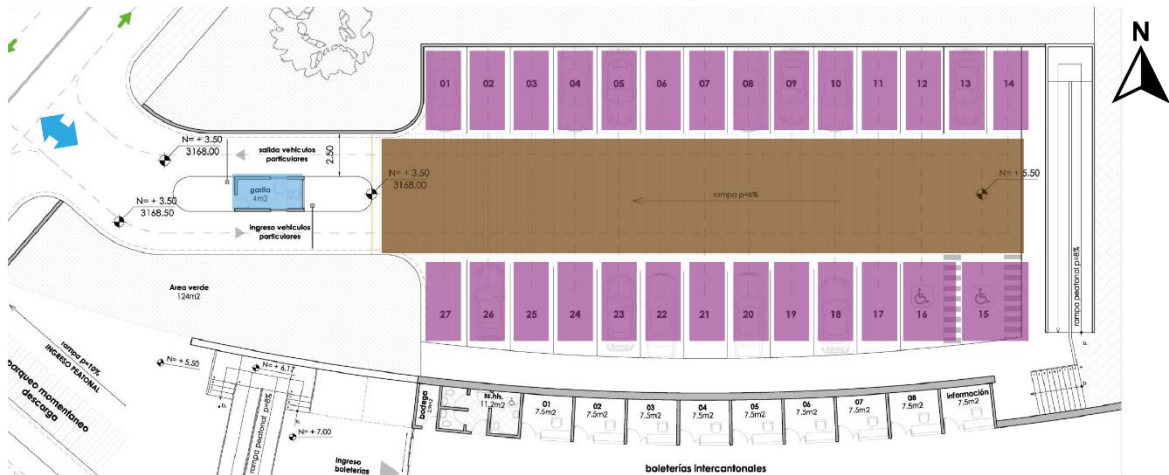 N
01 02 03 04 05 06 07 08 09 10 11 12 13 14
N= + 3.50
3168.00
salida vehículos
particulares
2.50
N= + 3.50
3168.00
N= + 5.50
garita
4m2
rampa p=6%
N= + 3.50
3168.50
ingreso vehículos
particulares
rampa peatonal p=8%
27 26 25 24 23 22 21 20 19 18 17 16 15
Area verde
124m2
rampa p=10%
INGRESO PEATONAL
parqueo momentaneo
descarga
N= + 5.50
N= + 6.17
N= + 7.00
rampa peatonal p=8%
ingreso
boleterías
bodega
ss.hh.
11.2m2
01
7.5m2
02
7.5m2
03
7.5m2
04
7.5m2
05
7.5m2
06
7.5m2
07
7.5m2
08
7.5m2
información
7.5m2
boleterías intercantonales